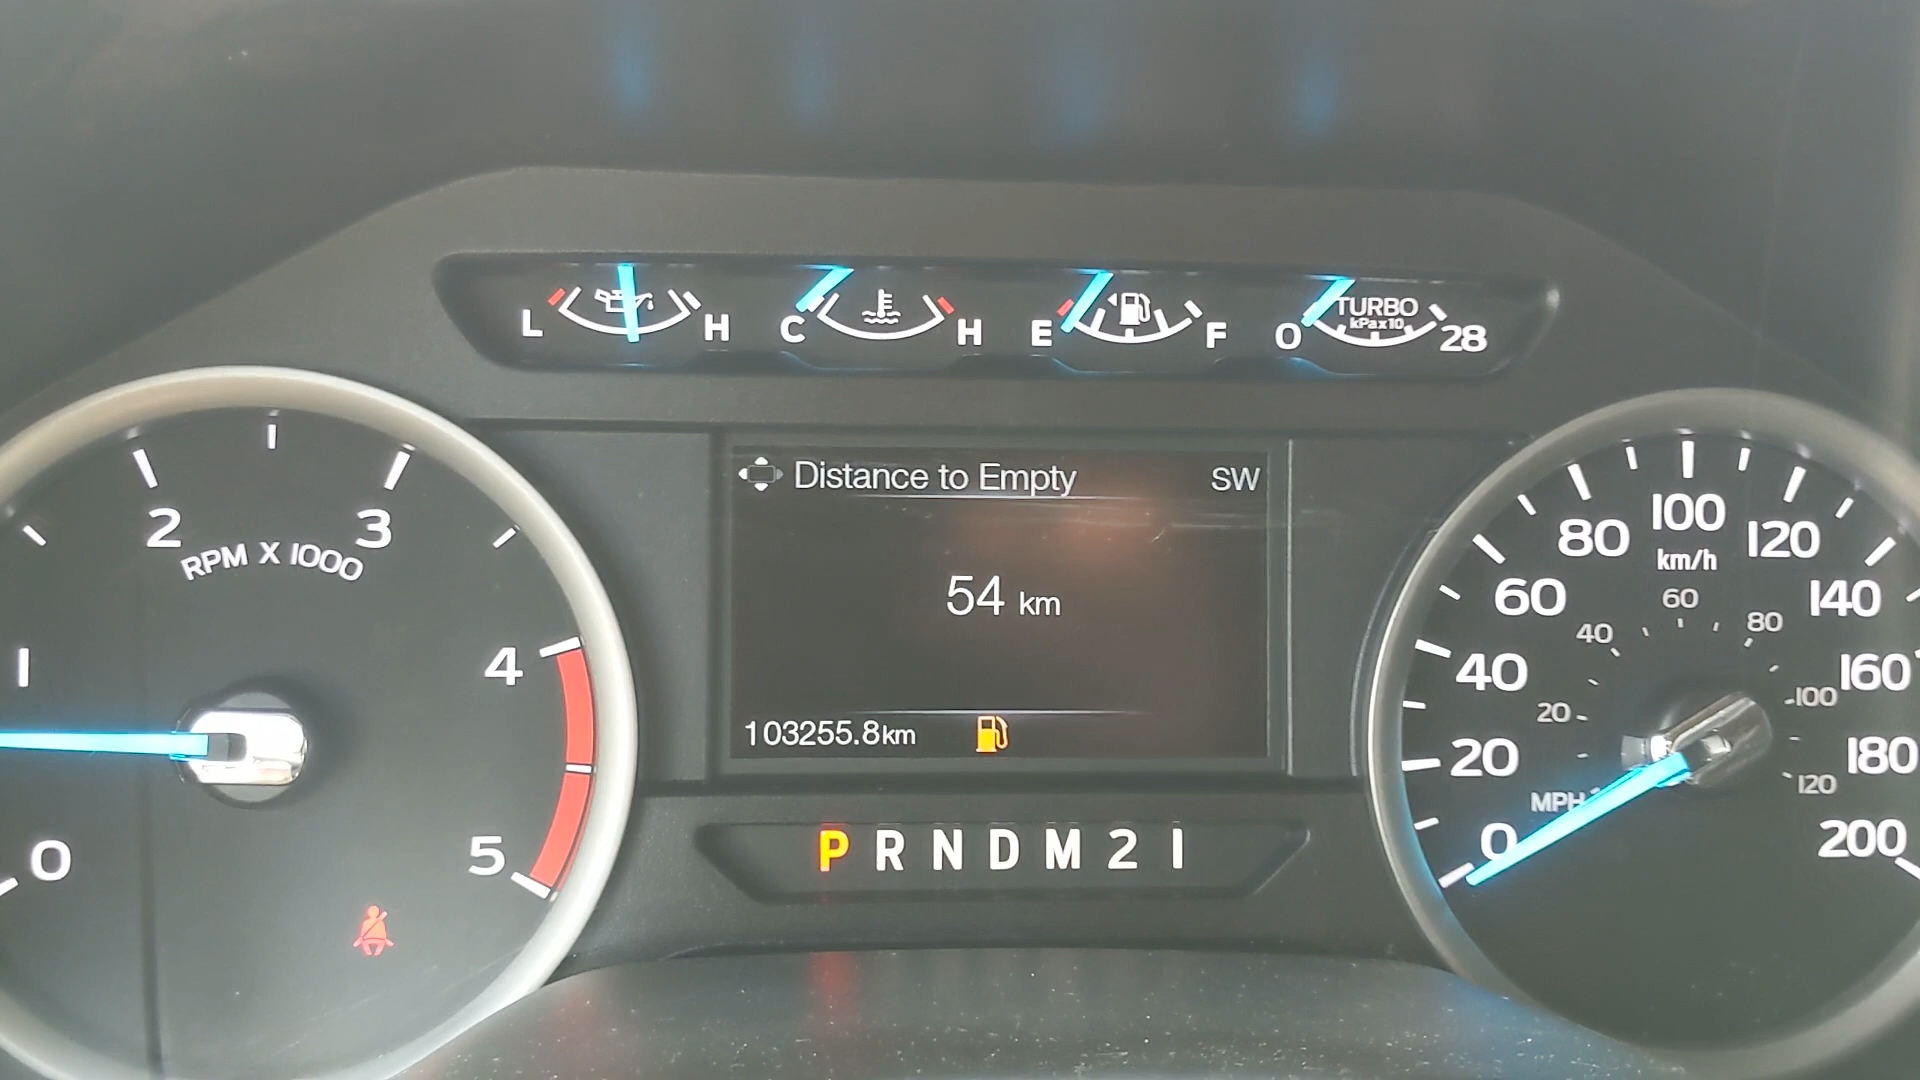 L H C H E F 0 TURBO 28
kPax10
Distance to Empty SW
54 km
103255.8km
P R N D M 2 1
0 1 2 3 4 5
RPM X 1000
0 20 40 60 80 100 120 140 160 180 200
km/h
20 40 60 80 100 120
MPH